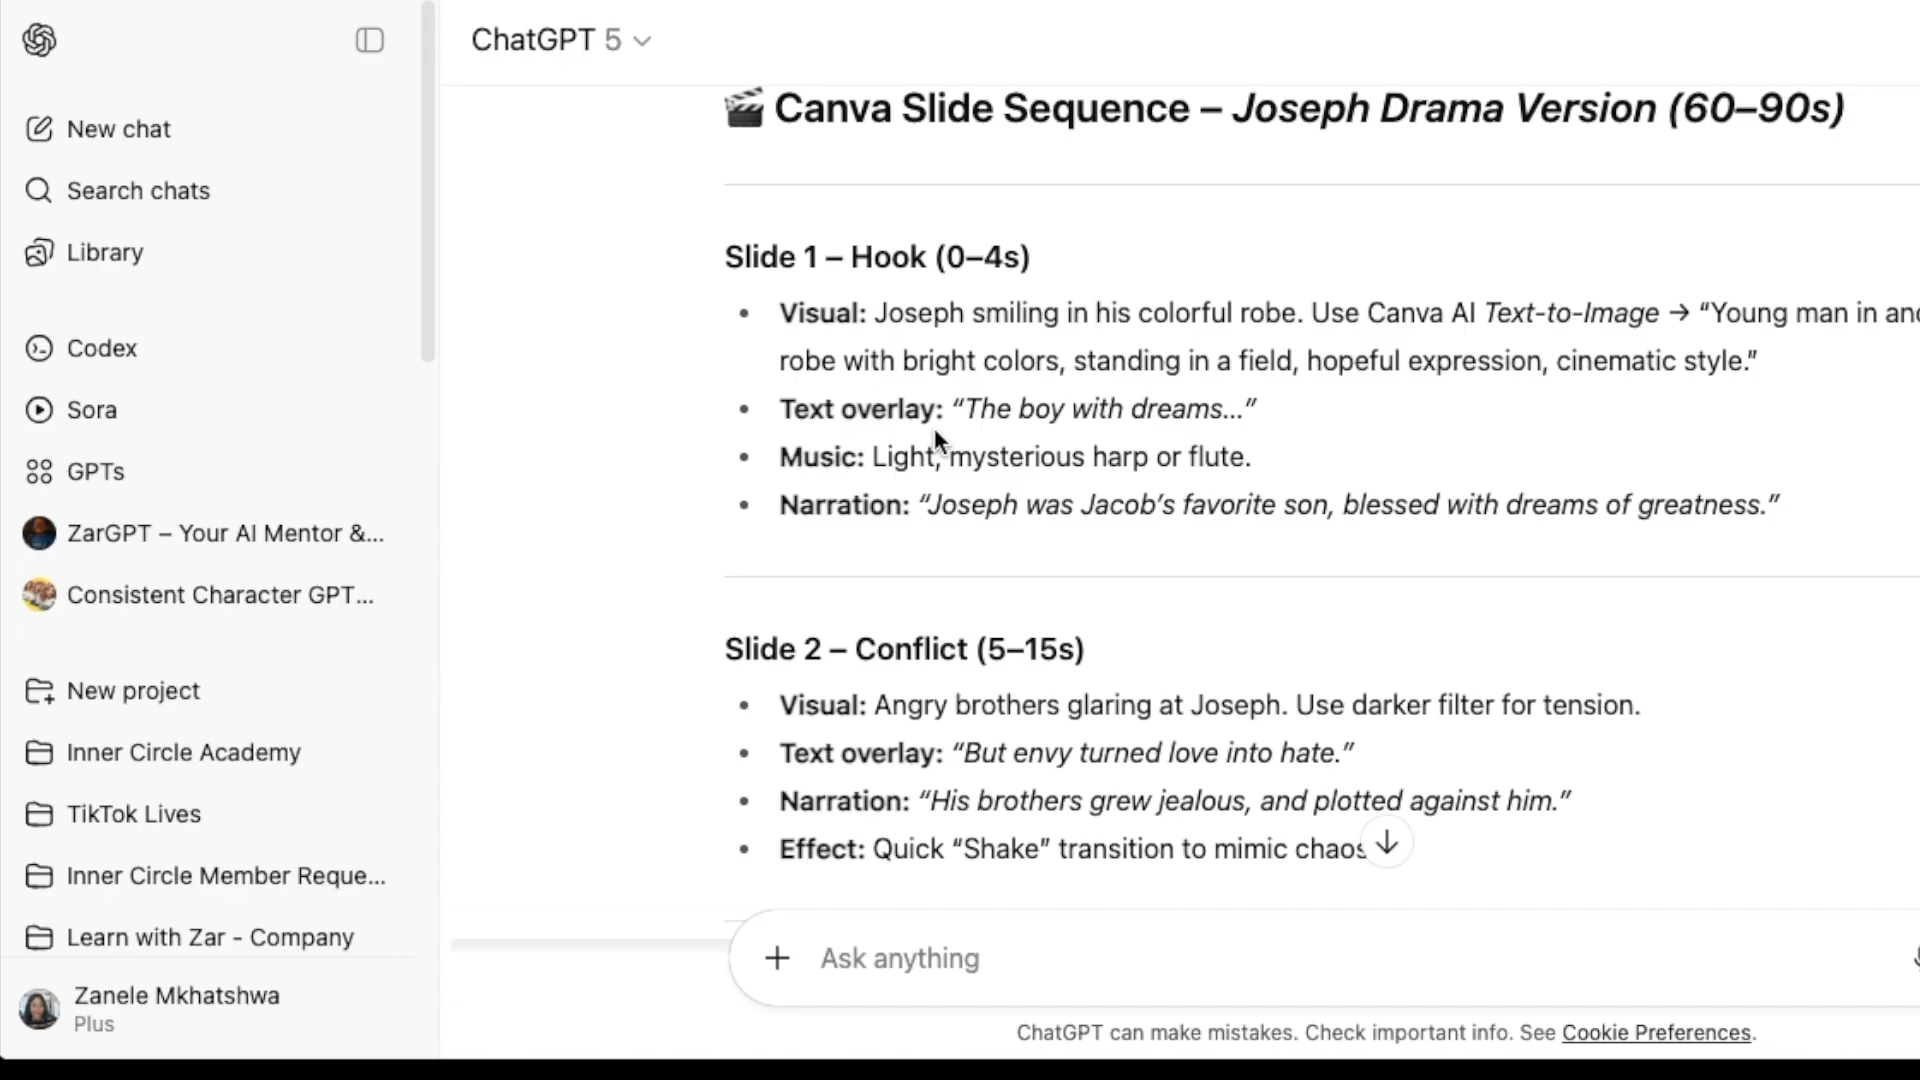 ChatGPT 5
New chat
Search chats
Library
Codex
Sora
GPTs
ZarGPT – Your AI Mentor &...
Consistent Character GPT...
New project
Inner Circle Academy
TikTok Lives
Inner Circle Member Reque...
Learn with Zar - Company
Zanele Mkhatshwa
Plus
🎬 Canva Slide Sequence – Joseph Drama Version (60–90s)
Slide 1 – Hook (0–4s)
• Visual: Joseph smiling in his colorful robe. Use Canva AI Text-to-Image → “Young man in
robe with bright colors, standing in a field, hopeful expression, cinematic style.”
• Text overlay: “The boy with dreams…”
• Music: Light, mysterious harp or flute.
• Narration: “Joseph was Jacob’s favorite son, blessed with dreams of greatness.”
Slide 2 – Conflict (5–15s)
• Visual: Angry brothers glaring at Joseph. Use darker filter for tension.
• Text overlay: “But envy turned love into hate.”
• Narration: “His brothers grew jealous, and plotted against him.”
• Effect: Quick “Shake” transition to mimic chaos
Ask anything
ChatGPT can make mistakes. Check important info. See Cookie Preferences.